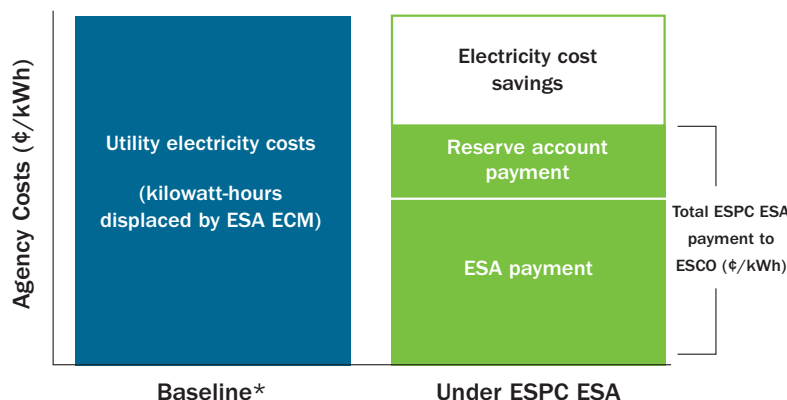 Agency Costs (¢/kWh)
Utility electricity costs
(kilowatt-hours
displaced by ESA ECM)
Electricity cost
savings
Reserve account
payment
ESA payment
Total ESPC ESA
payment to
ESCO (¢/kWh)
Baseline*
Under ESPC ESA